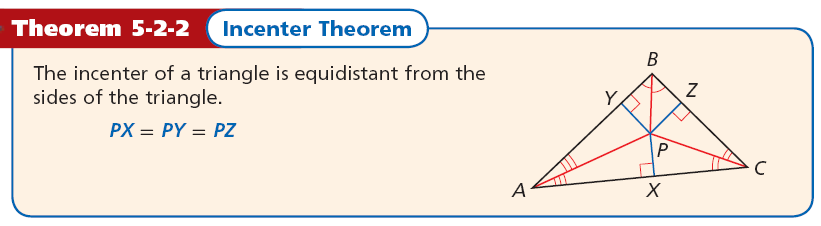 Theorem 5-2-2 Incenter Theorem
The incenter of a triangle is equidistant from the
sides of the triangle.
PX = PY = PZ
B
Y Z
P
A X C